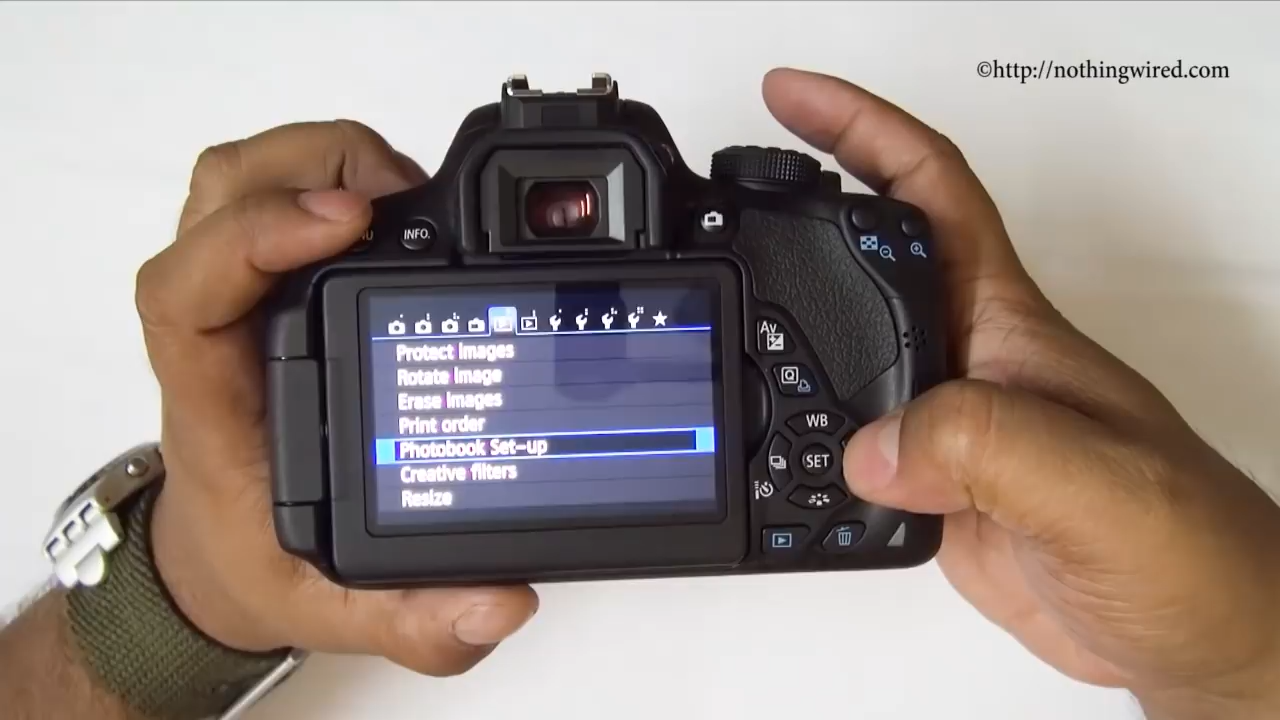 ©http://nothingwired.com
INFO.
Protect images
Rotate image
Erase images
Print order
Photobook Set-up
Creative filters
Resize
Av
Q
WB
SET